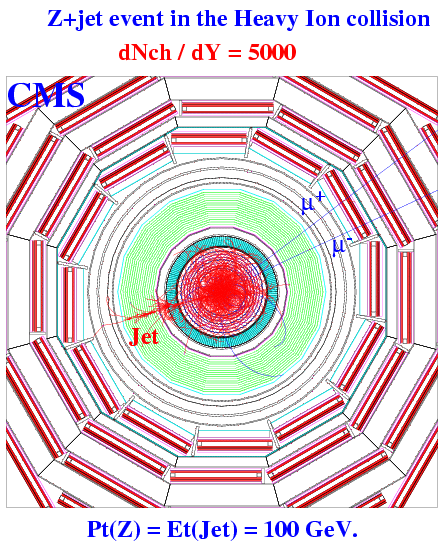 Z+jet event in the Heavy Ion collision
dNch / dY = 5000
CMS
μ+
μ-
Jet
Pt(Z) = Et(Jet) = 100 GeV.